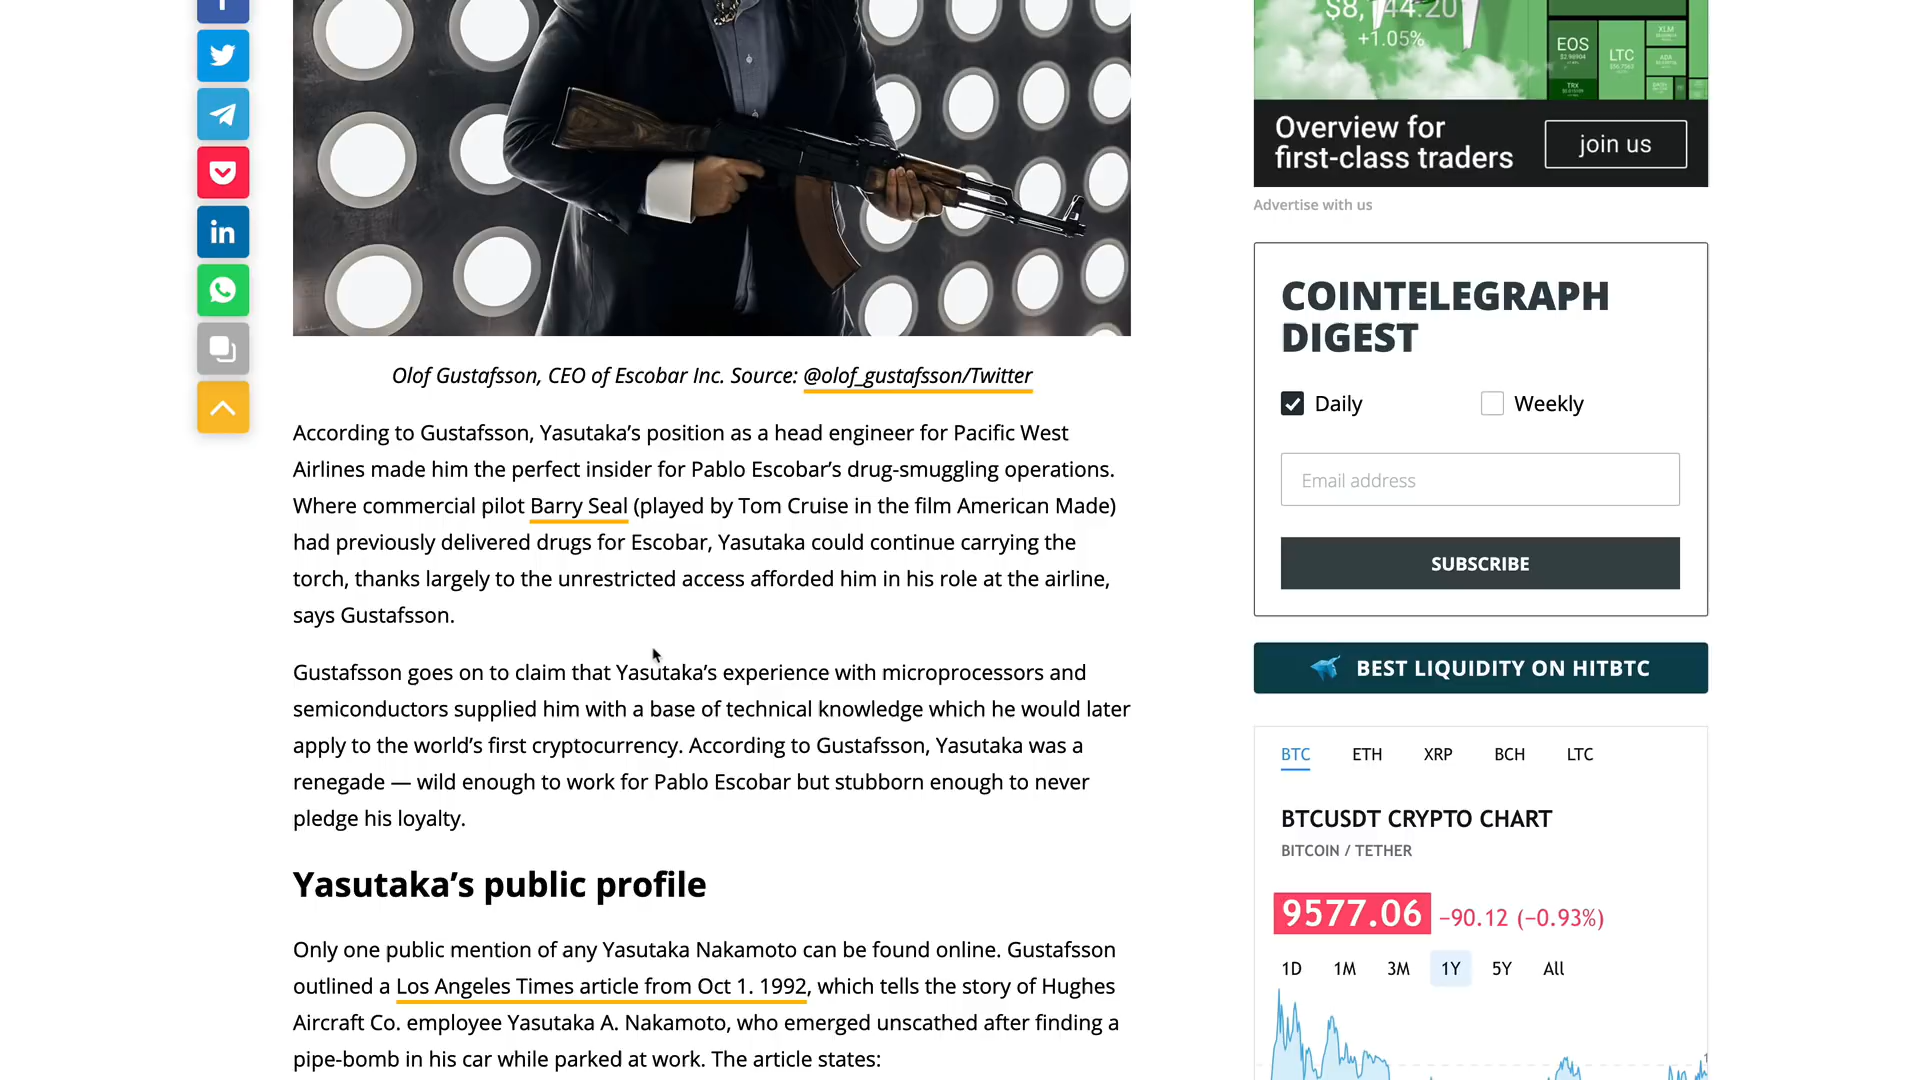 $8,144.20
+1.05%
EOS
$2.98904
TRX
LTC
XLM
ADA
Overview for
first-class traders
join us
Advertise with us
Olof Gustafsson, CEO of Escobar Inc. Source: @olof_gustafsson/Twitter
According to Gustafsson, Yasutaka’s position as a head engineer for Pacific West
Airlines made him the perfect insider for Pablo Escobar’s drug-smuggling operations.
Where commercial pilot Barry Seal (played by Tom Cruise in the film American Made)
had previously delivered drugs for Escobar, Yasutaka could continue carrying the
torch, thanks largely to the unrestricted access afforded him in his role at the airline,
says Gustafsson.
Gustafsson goes on to claim that Yasutaka’s experience with microprocessors and
semiconductors supplied him with a base of technical knowledge which he would later
apply to the world’s first cryptocurrency. According to Gustafsson, Yasutaka was a
renegade — wild enough to work for Pablo Escobar but stubborn enough to never
pledge his loyalty.
Yasutaka’s public profile
Only one public mention of any Yasutaka Nakamoto can be found online. Gustafsson
outlined a Los Angeles Times article from Oct 1. 1992, which tells the story of Hughes
Aircraft Co. employee Yasutaka A. Nakamoto, who emerged unscathed after finding a
pipe-bomb in his car while parked at work. The article states:
COINTELEGRAPH
DIGEST
Daily
Weekly
Email address
SUBSCRIBE
BEST LIQUIDITY ON HITBTC
BTC ETH XRP BCH LTC
BTCUSDT CRYPTO CHART
BITCOIN / TETHER
9577.06 −90.12 (−0.93%)
1D 1M 3M 1Y 5Y All